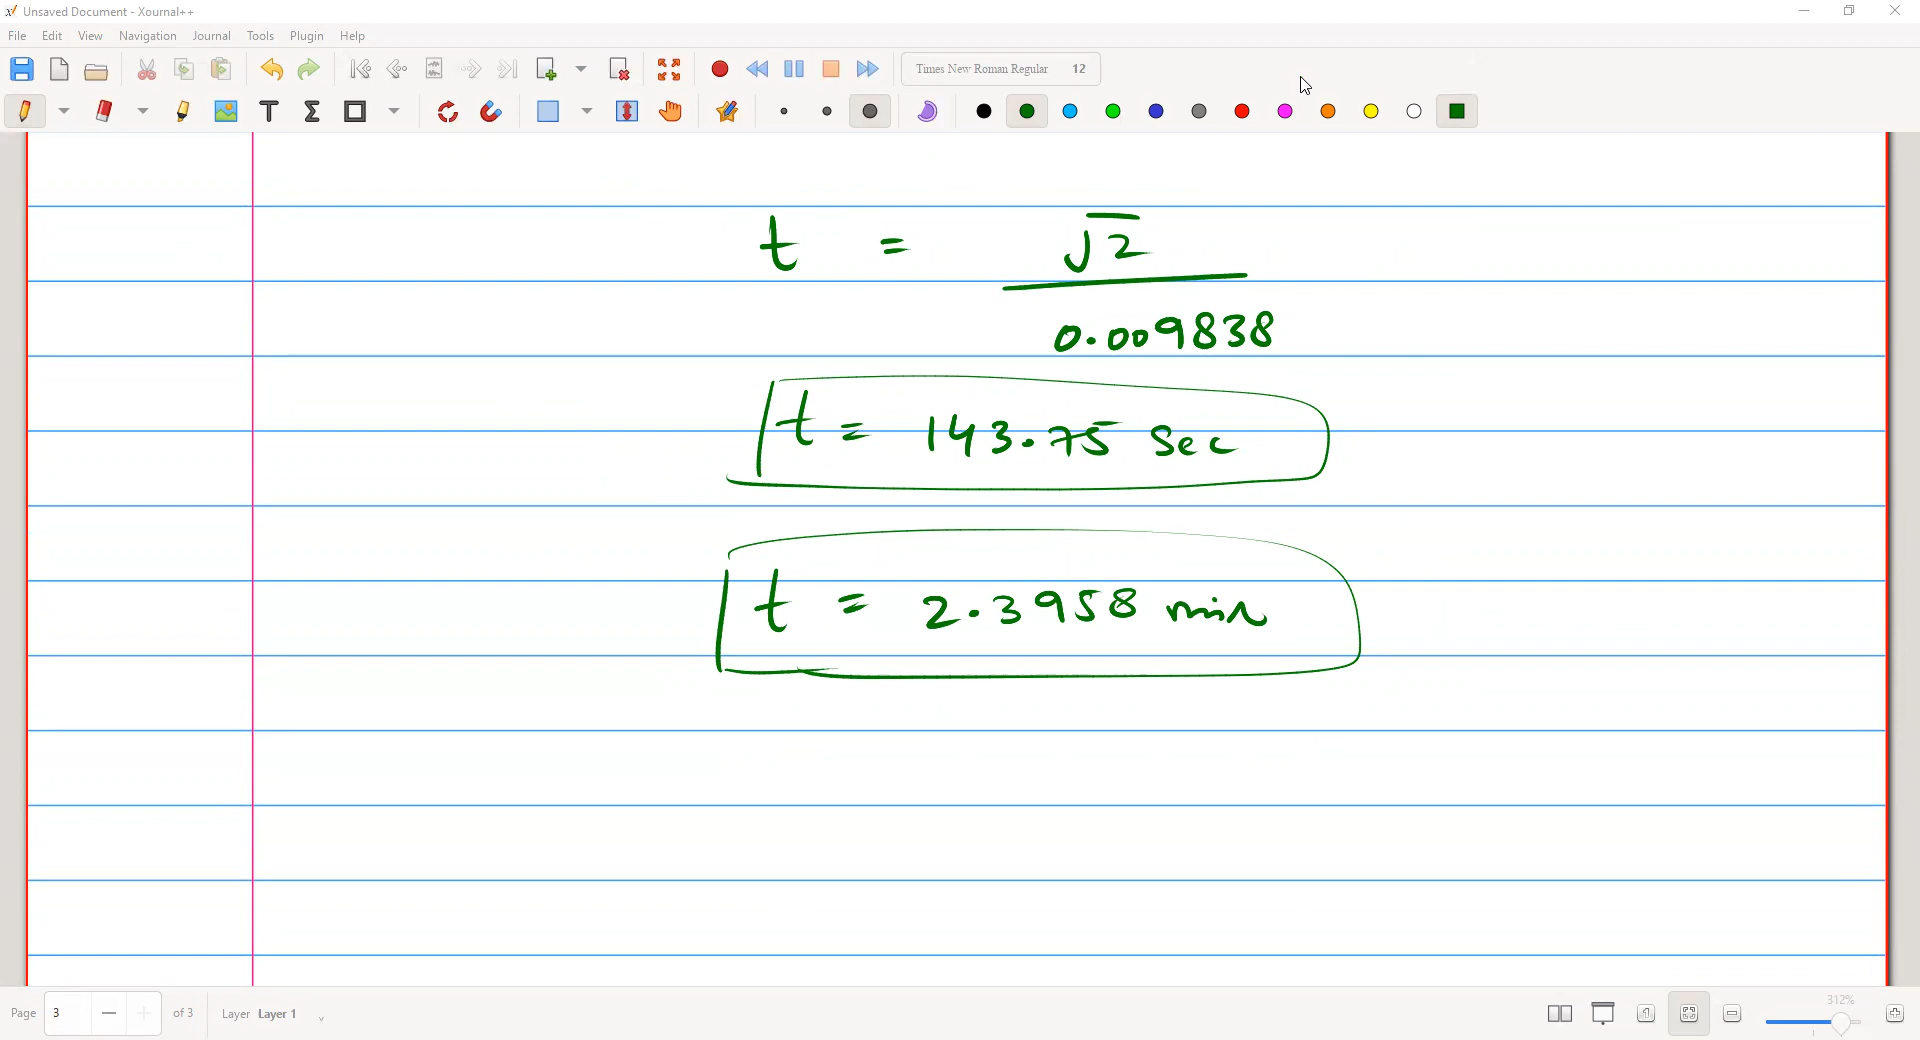 Unsaved Document - Xournal++
File Edit View Navigation Journal Tools Plugin Help
Times New Roman Regular 12
t = √2
0.009838
t = 143.75 sec
t = 2.3958 min
Page 3 of 3 Layer Layer 1
312%